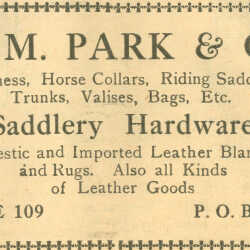 M. PARK &
ness, Horse Collars, Riding Sadd
Trunks, Valises, Bags, Etc.
Saddlery Hardware
estic and Imported Leather Blan
and Rugs. Also all Kinds
of Leather Goods
E 109 P. O. B